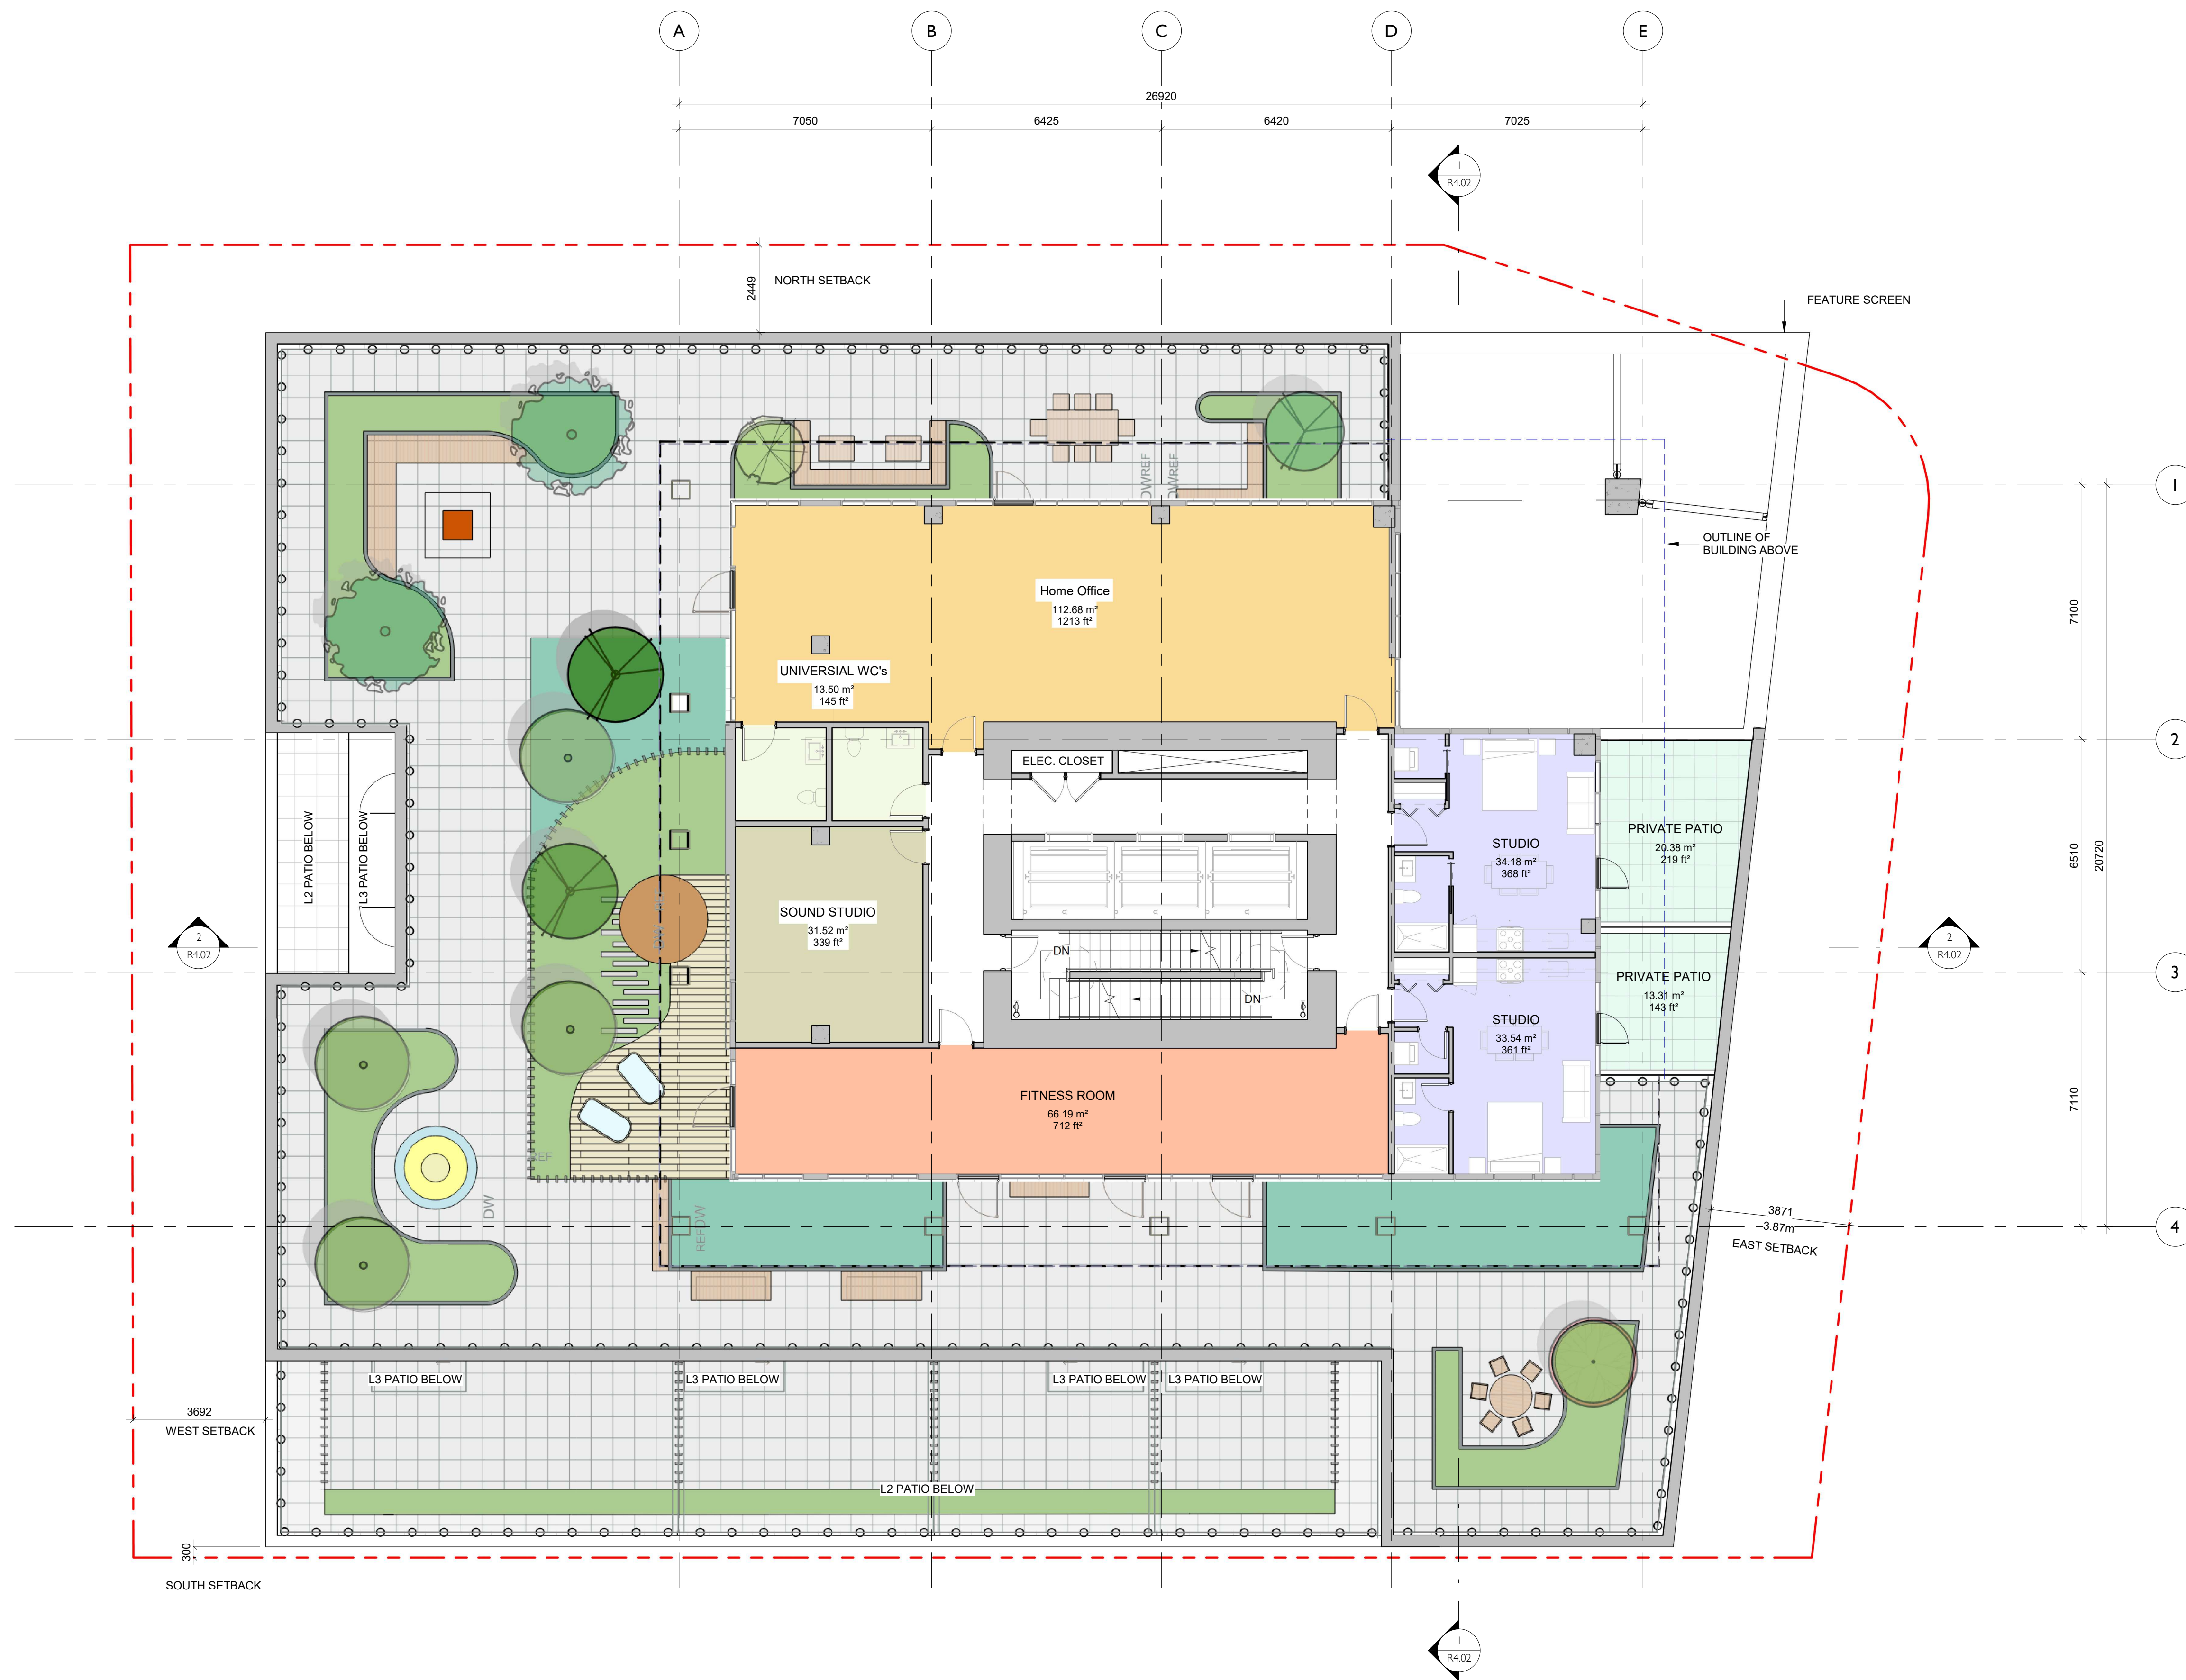 A
B
C
D
E
26920
7050
6425
6420
7025
1
R4.02
2449
NORTH SETBACK
FEATURE SCREEN
DWREF
DWREF
1
OUTLINE OF
BUILDING ABOVE
Home Office
112.68 m²
1213 ft²
7100
UNIVERSIAL WC's
13.50 m²
145 ft²
2
ELEC. CLOSET
L2 PATIO BELOW
L3 PATIO BELOW
STUDIO
34.18 m²
368 ft²
PRIVATE PATIO
20.38 m²
219 ft²
6510
20720
SOUND STUDIO
31.52 m²
339 ft²
2
R4.02
DN
2
R4.02
3
PRIVATE PATIO
13.31 m²
143 ft²
DN
STUDIO
33.54 m²
361 ft²
FITNESS ROOM
66.19 m²
712 ft²
7110
REF
DW
REFDW
3871
3.87m
EAST SETBACK
4
L3 PATIO BELOW
L3 PATIO BELOW
L3 PATIO BELOW
L3 PATIO BELOW
3692
WEST SETBACK
L2 PATIO BELOW
300
SOUTH SETBACK
1
R4.02